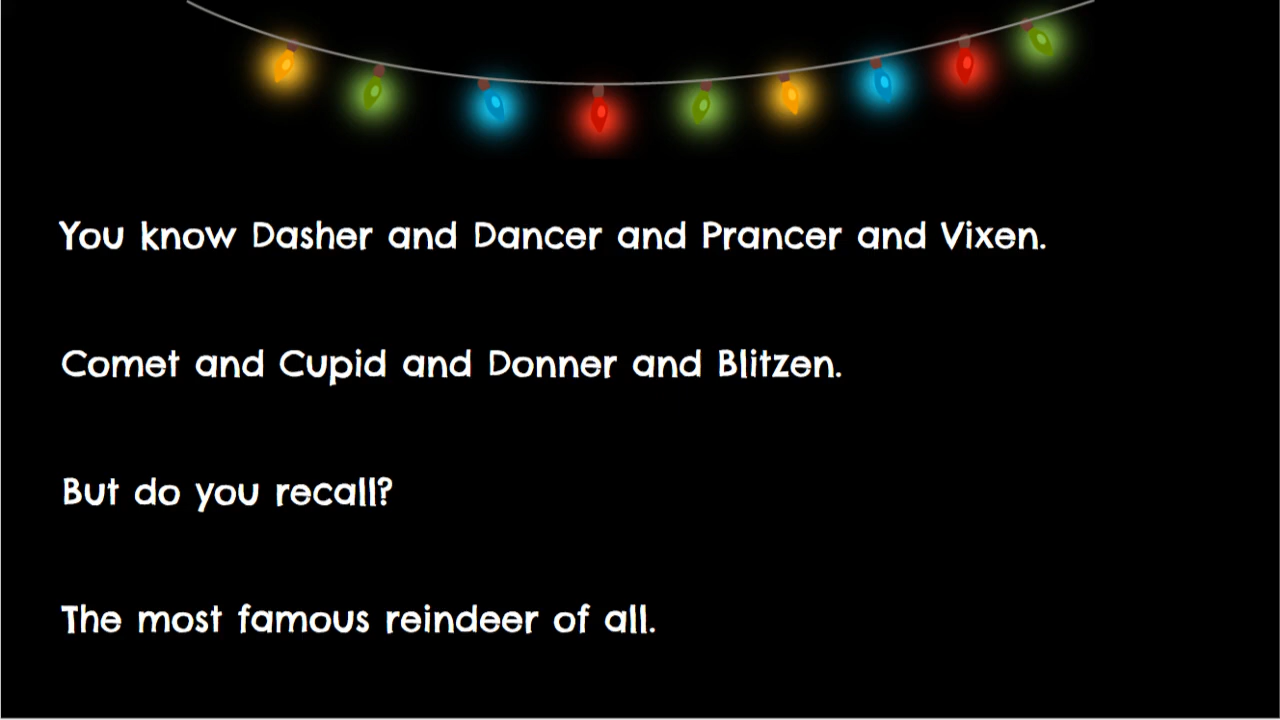 You know Dasher and Dancer and Prancer and Vixen.
Comet and Cupid and Donner and Blitzen.
But do you recall?
The most famous reindeer of all.